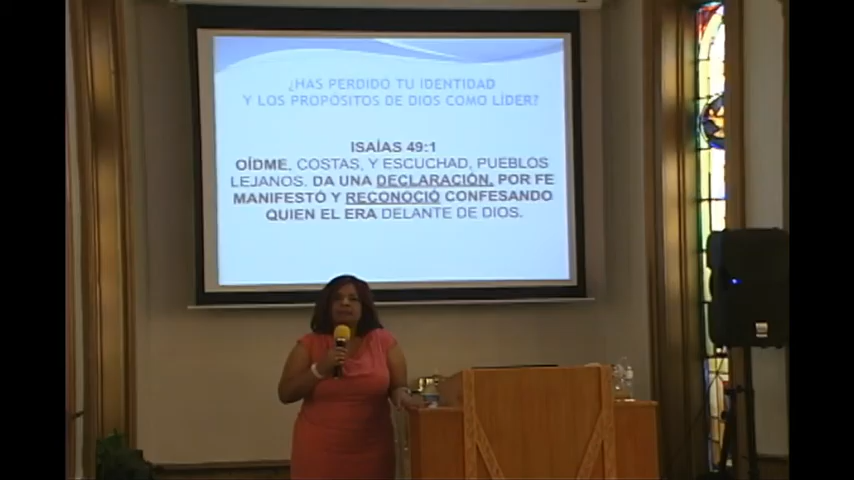 ¿HAS PERDIDO TU IDENTIDAD
Y LOS PROPÓSITOS DE DIOS COMO LÍDER?
ISAÍAS 49:1
OÍDME, COSTAS, Y ESCUCHAD, PUEBLOS
LEJANOS. DA UNA DECLARACIÓN, POR FE
MANIFESTÓ Y RECONOCIÓ CONFESANDO
QUIEN EL ERA DELANTE DE DIOS.